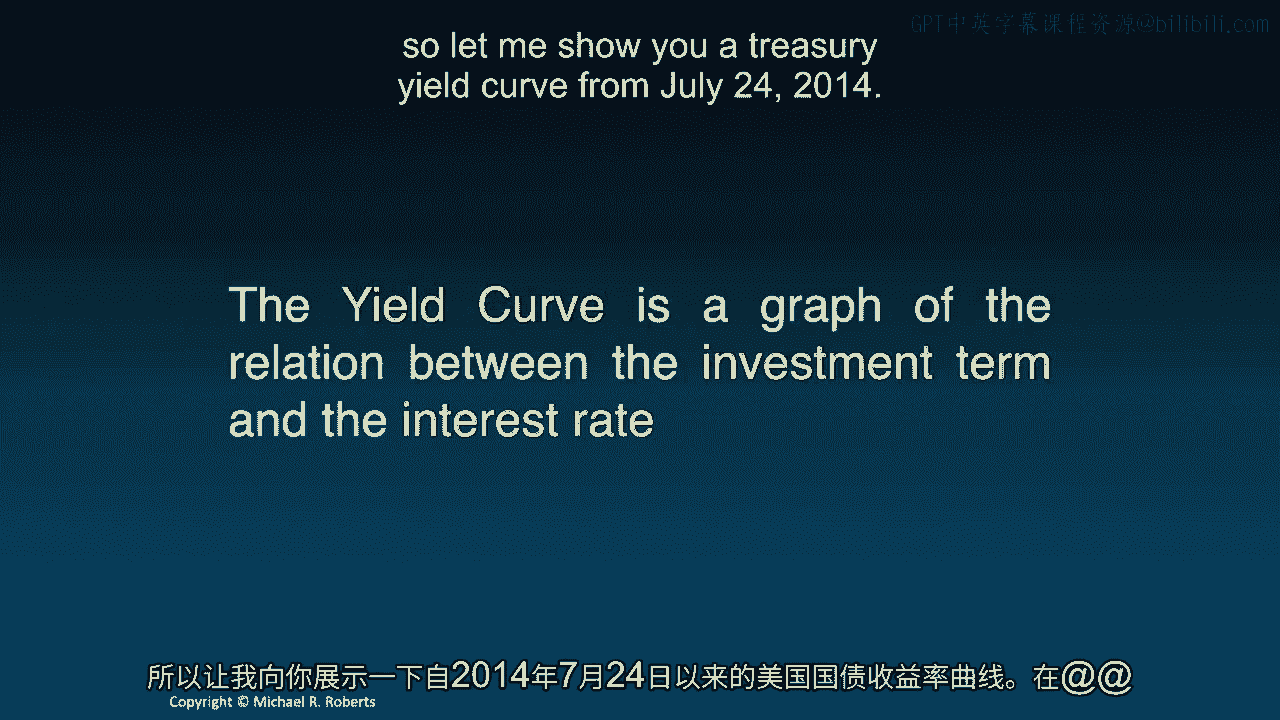 GPT中英字幕课程资源@bilibili.com
so let me show you a treasury
yield curve from July 24, 2014.
The Yield Curve is a graph of the
relation between the investment term
and the interest rate
所以让我向你展示一下自2014年7月24日以来的美国国债收益率曲线。在@@
Copyright © Michael R. Roberts